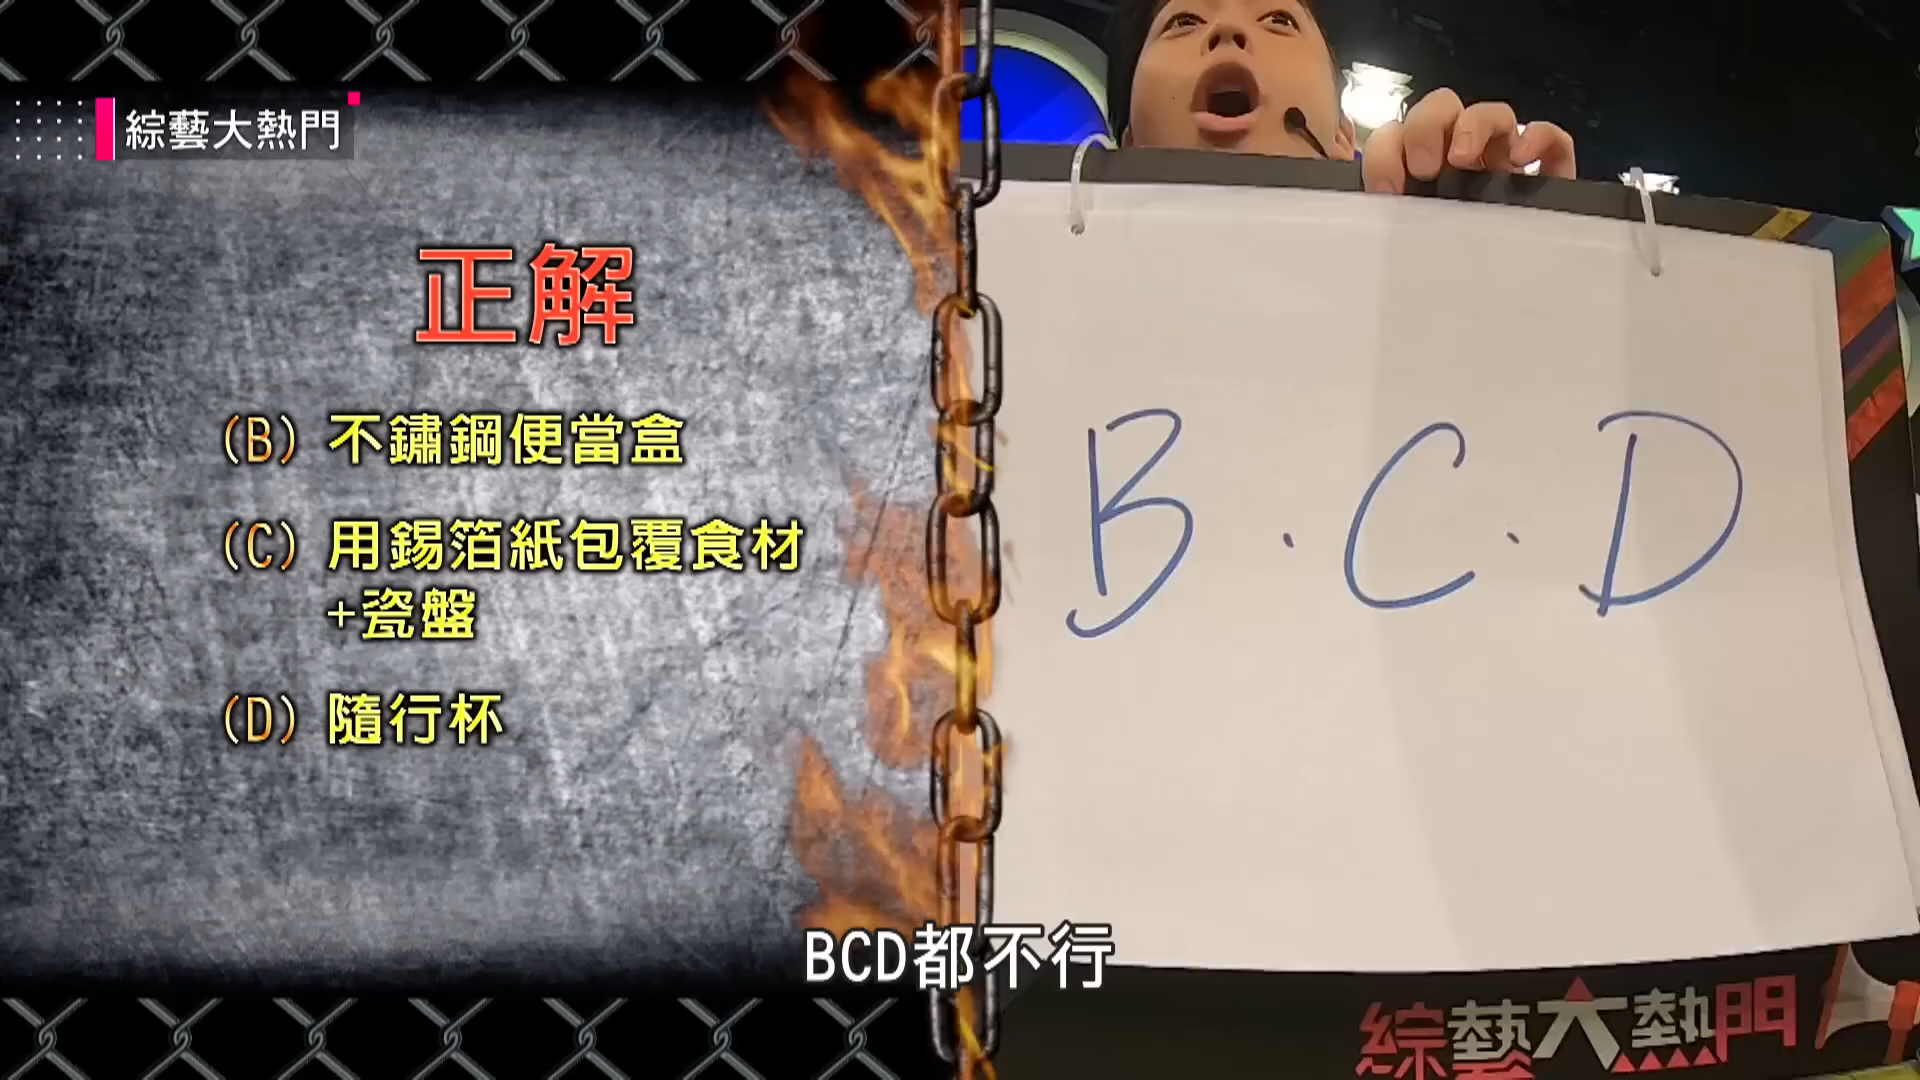 綜藝大熱門
正解
(B) 不鏽鋼便當盒
(C) 用錫箔紙包覆食材
+瓷盤
(D) 隨行杯
B.C.D
BCD都不行
綜藝大熱門